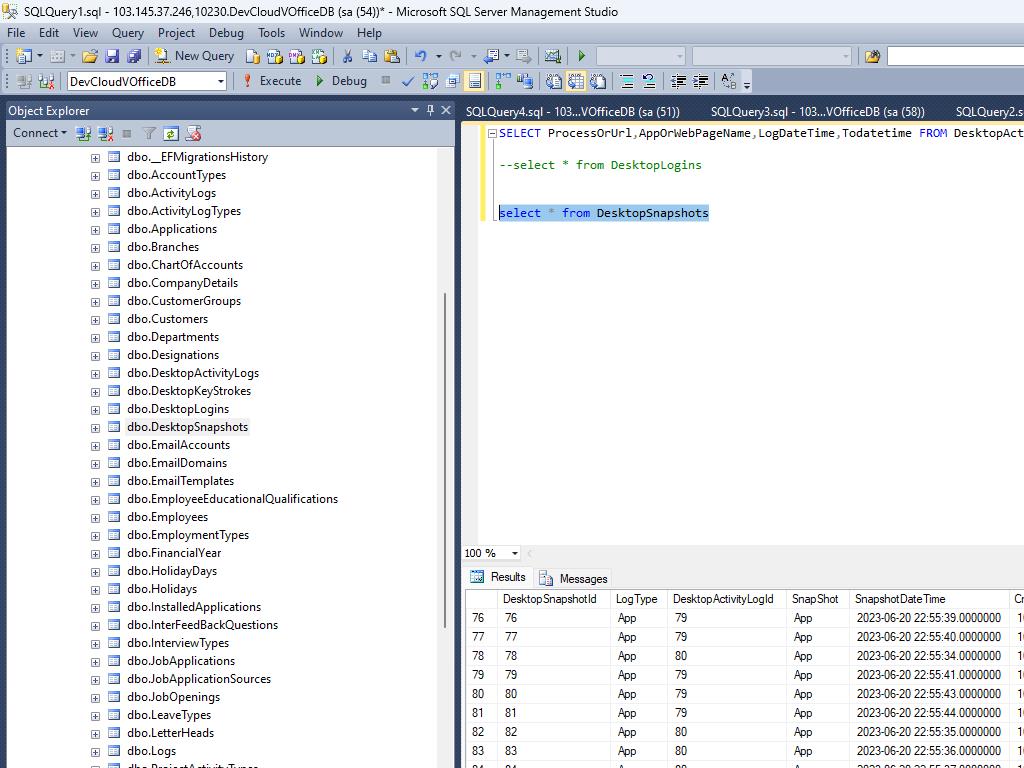 SQLQuery1.sql - 103.145.37.246,10230.DevCloudVOfficeDB (sa (54))* - Microsoft SQL Server Management Studio
File Edit View Query Project Debug Tools Window Help
New Query
DevCloudVOfficeDB Execute Debug
Object Explorer
Connect
dbo.__EFMigrationsHistory
dbo.AccountTypes
dbo.ActivityLogs
dbo.ActivityLogTypes
dbo.Applications
dbo.Branches
dbo.ChartOfAccounts
dbo.CompanyDetails
dbo.CustomerGroups
dbo.Customers
dbo.Departments
dbo.Designations
dbo.DesktopActivityLogs
dbo.DesktopKeyStrokes
dbo.DesktopLogins
dbo.DesktopSnapshots
dbo.EmailAccounts
dbo.EmailDomains
dbo.EmailTemplates
dbo.EmployeeEducationalQualifications
dbo.Employees
dbo.EmploymentTypes
dbo.FinancialYear
dbo.HolidayDays
dbo.Holidays
dbo.InstalledApplications
dbo.InterFeedBackQuestions
dbo.InterviewTypes
dbo.JobApplications
dbo.JobApplicationSources
dbo.JobOpenings
dbo.LeaveTypes
dbo.LetterHeads
dbo.Logs
SQLQuery4.sql - 103...VOfficeDB (sa (51)) SQLQuery3.sql - 103...VOfficeDB (sa (58)) SQLQuery2.s
SELECT ProcessOrUrl,AppOrWebPageName,LogDateTime,Todatetime FROM DesktopAct
--select * from DesktopLogins
select * from DesktopSnapshots
100 %
Results Messages
DesktopSnapshotId LogType DesktopActivityLogId SnapShot SnapshotDateTime Cr
76 76 App 79 App 2023-06-20 22:55:39.0000000 1
77 77 App 79 App 2023-06-20 22:55:40.0000000 1
78 78 App 80 App 2023-06-20 22:55:34.0000000 1
79 79 App 79 App 2023-06-20 22:55:41.0000000 1
80 80 App 79 App 2023-06-20 22:55:43.0000000 1
81 81 App 79 App 2023-06-20 22:55:44.0000000 1
82 82 App 80 App 2023-06-20 22:55:35.0000000 1
83 83 App 80 App 2023-06-20 22:55:36.0000000 1